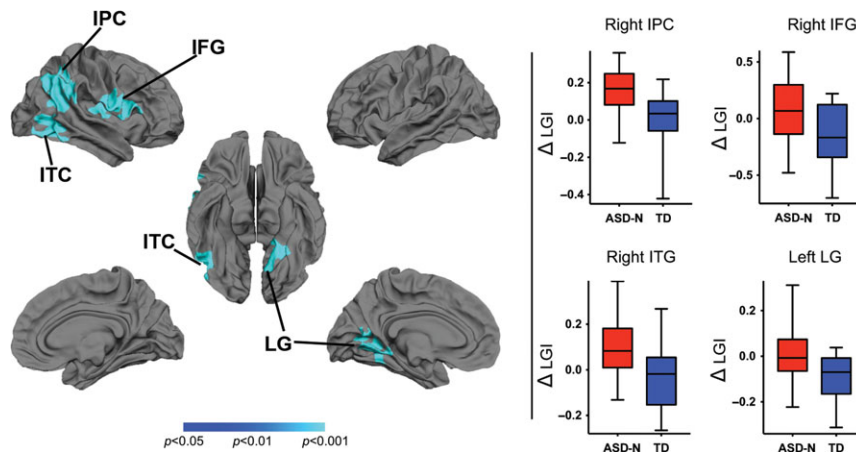 IPC
IFG
ITC
ITC
LG
p<0.05 p<0.01 p<0.001
Right IPC
Δ LGI
0.2
0.0
−0.2
−0.4
ASD-N TD
Right IFG
Δ LGI
0.5
0.0
−0.5
ASD-N TD
Right ITG
Δ LGI
0.2
0.0
−0.2
ASD-N TD
Left LG
Δ LGI
0.2
0.0
−0.2
ASD-N TD